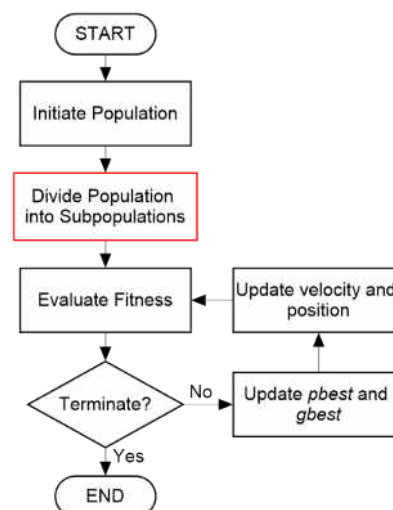 START
Initiate Population
Divide Population
into Subpopulations
Evaluate Fitness
Update velocity and
position
Terminate?
No
Update pbest and
gbest
Yes
END